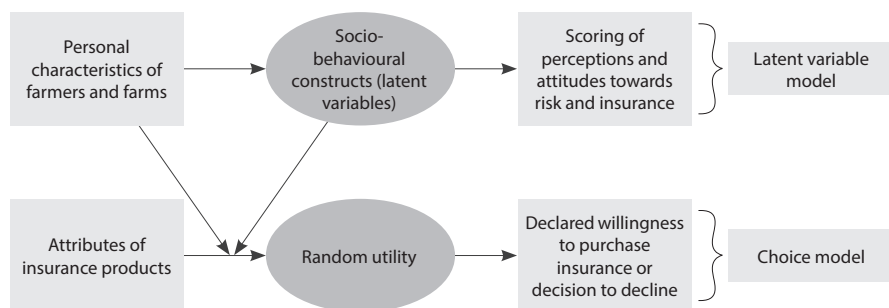 Personal
characteristics of
farmers and farms
Socio-
behavioural
constructs (latent
variables)
Scoring of
perceptions and
attitudes towards
risk and insurance
Latent variable
model
Attributes of
insurance products
Random utility
Declared willingness
to purchase
insurance or
decision to decline
Choice model